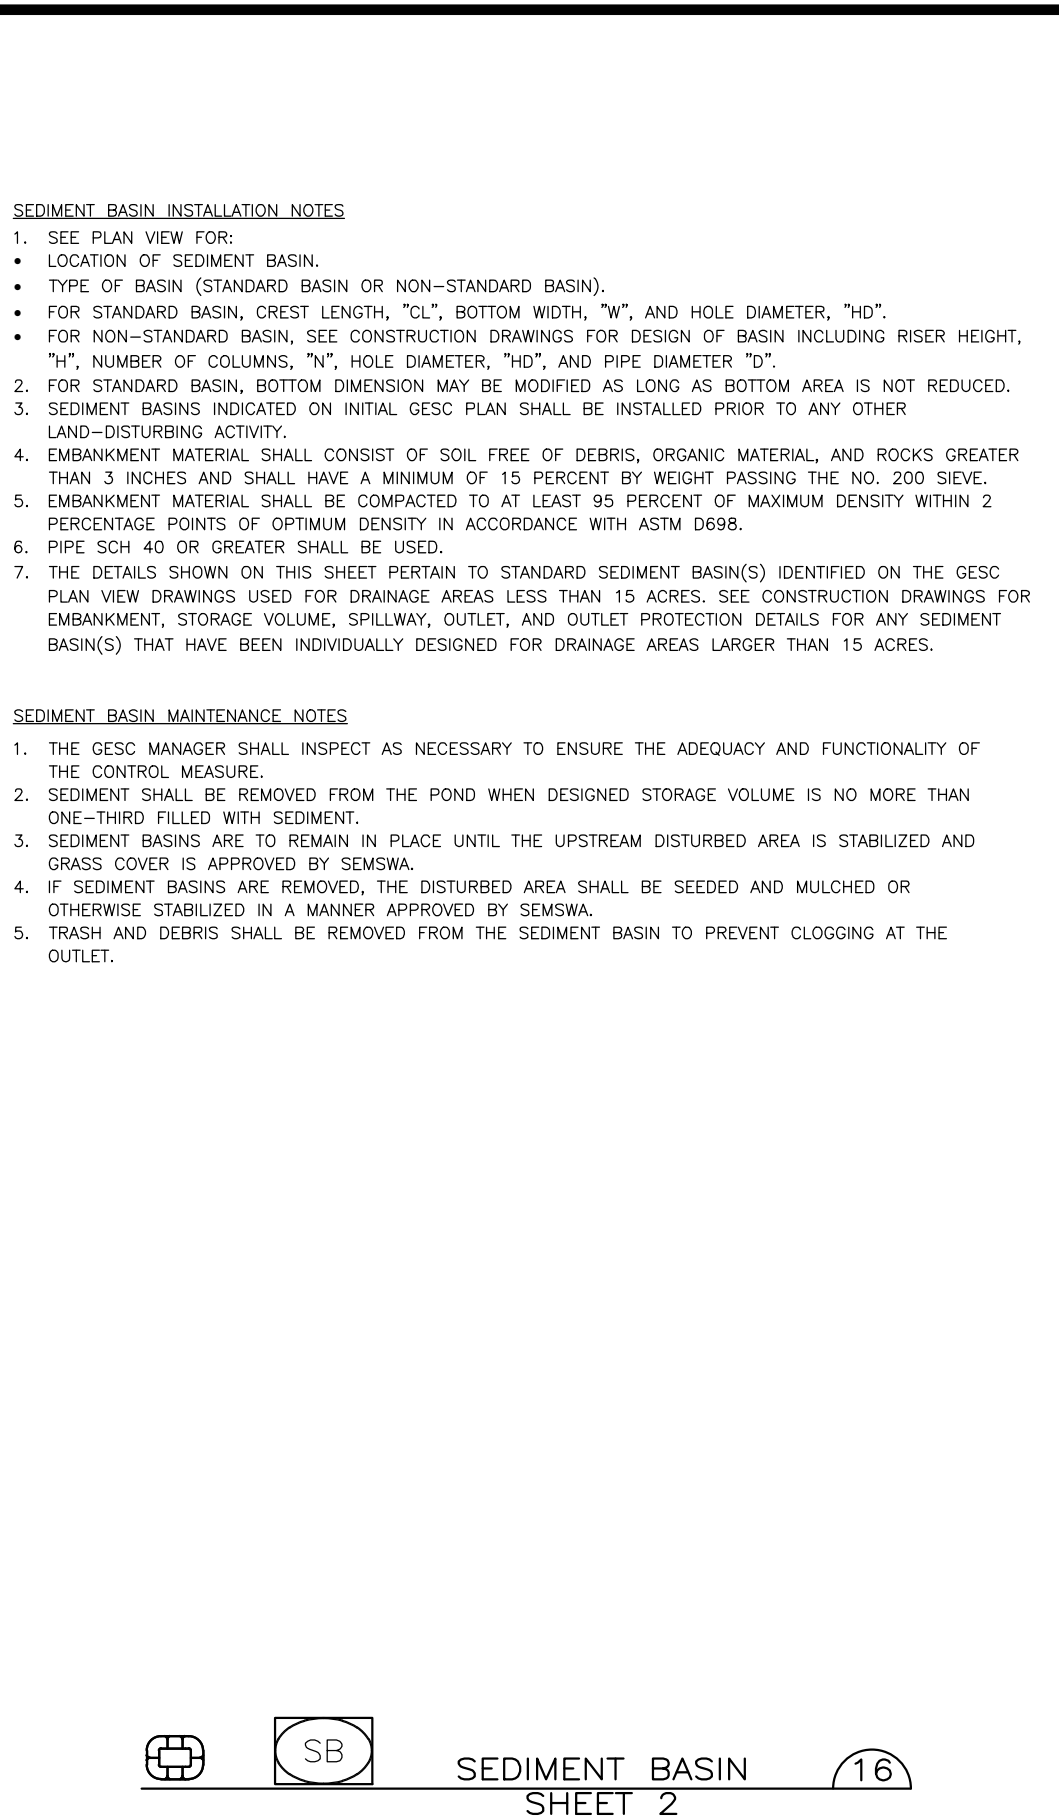 SEDIMENT BASIN INSTALLATION NOTES
1. SEE PLAN VIEW FOR:
• LOCATION OF SEDIMENT BASIN.
• TYPE OF BASIN (STANDARD BASIN OR NON-STANDARD BASIN).
• FOR STANDARD BASIN, CREST LENGTH, "CL", BOTTOM WIDTH, "W", AND HOLE DIAMETER, "HD".
• FOR NON-STANDARD BASIN, SEE CONSTRUCTION DRAWINGS FOR DESIGN OF BASIN INCLUDING RISER HEIGHT,
"H", NUMBER OF COLUMNS, "N", HOLE DIAMETER, "HD", AND PIPE DIAMETER "D".
2. FOR STANDARD BASIN, BOTTOM DIMENSION MAY BE MODIFIED AS LONG AS BOTTOM AREA IS NOT REDUCED.
3. SEDIMENT BASINS INDICATED ON INITIAL GESC PLAN SHALL BE INSTALLED PRIOR TO ANY OTHER
LAND-DISTURBING ACTIVITY.
4. EMBANKMENT MATERIAL SHALL CONSIST OF SOIL FREE OF DEBRIS, ORGANIC MATERIAL, AND ROCKS GREATER
THAN 3 INCHES AND SHALL HAVE A MINIMUM OF 15 PERCENT BY WEIGHT PASSING THE NO. 200 SIEVE.
5. EMBANKMENT MATERIAL SHALL BE COMPACTED TO AT LEAST 95 PERCENT OF MAXIMUM DENSITY WITHIN 2
PERCENTAGE POINTS OF OPTIMUM DENSITY IN ACCORDANCE WITH ASTM D698.
6. PIPE SCH 40 OR GREATER SHALL BE USED.
7. THE DETAILS SHOWN ON THIS SHEET PERTAIN TO STANDARD SEDIMENT BASIN(S) IDENTIFIED ON THE GESC
PLAN VIEW DRAWINGS USED FOR DRAINAGE AREAS LESS THAN 15 ACRES. SEE CONSTRUCTION DRAWINGS FOR
EMBANKMENT, STORAGE VOLUME, SPILLWAY, OUTLET, AND OUTLET PROTECTION DETAILS FOR ANY SEDIMENT
BASIN(S) THAT HAVE BEEN INDIVIDUALLY DESIGNED FOR DRAINAGE AREAS LARGER THAN 15 ACRES.
SEDIMENT BASIN MAINTENANCE NOTES
1. THE GESC MANAGER SHALL INSPECT AS NECESSARY TO ENSURE THE ADEQUACY AND FUNCTIONALITY OF
THE CONTROL MEASURE.
2. SEDIMENT SHALL BE REMOVED FROM THE POND WHEN DESIGNED STORAGE VOLUME IS NO MORE THAN
ONE-THIRD FILLED WITH SEDIMENT.
3. SEDIMENT BASINS ARE TO REMAIN IN PLACE UNTIL THE UPSTREAM DISTURBED AREA IS STABILIZED AND
GRASS COVER IS APPROVED BY SEMSWA.
4. IF SEDIMENT BASINS ARE REMOVED, THE DISTURBED AREA SHALL BE SEEDED AND MULCHED OR
OTHERWISE STABILIZED IN A MANNER APPROVED BY SEMSWA.
5. TRASH AND DEBRIS SHALL BE REMOVED FROM THE SEDIMENT BASIN TO PREVENT CLOGGING AT THE
OUTLET.
SB
SEDIMENT BASIN
16
SHEET 2